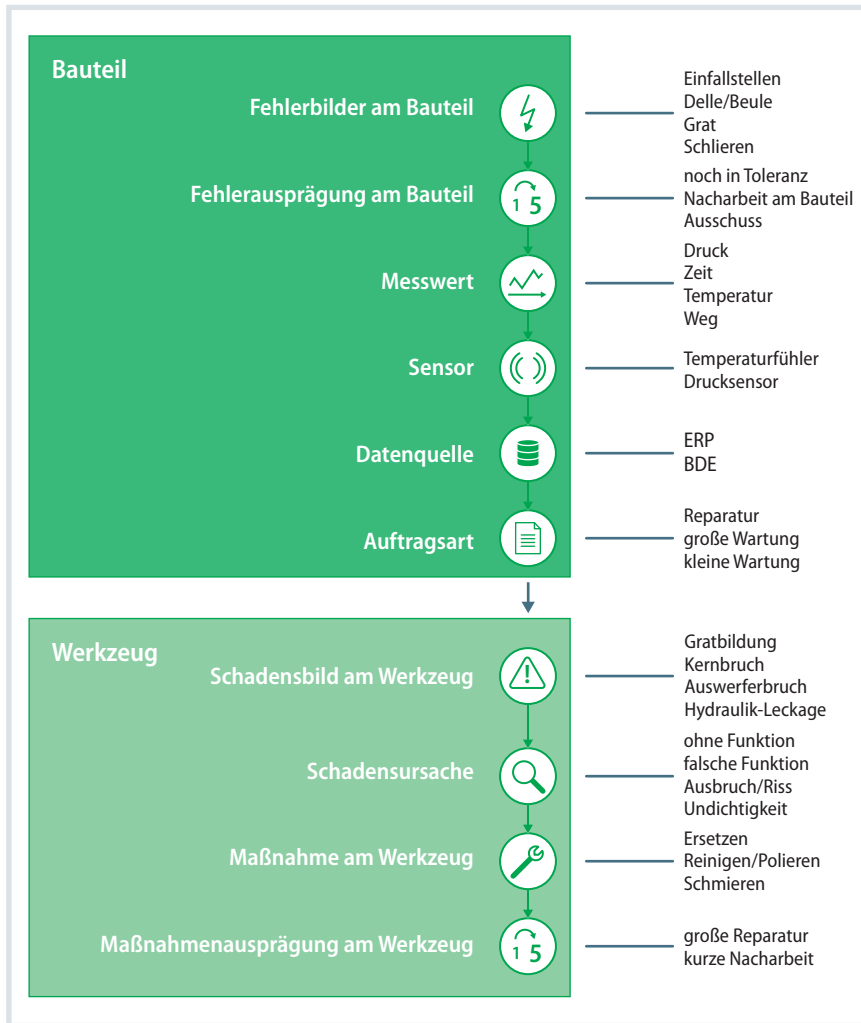 Bauteil
Fehlerbilder am Bauteil
Einfallstellen
Delle/Beule
Grat
Schlieren
Fehlerausprägung am Bauteil
1 5
noch in Toleranz
Nacharbeit am Bauteil
Ausschuss
Messwert
Druck
Zeit
Temperatur
Weg
Sensor
Temperaturfühler
Drucksensor
Datenquelle
ERP
BDE
Auftragsart
Reparatur
große Wartung
kleine Wartung
Werkzeug
Schadensbild am Werkzeug
Gratbildung
Kernbruch
Auswerferbruch
Hydraulik-Leckage
Schadensursache
ohne Funktion
falsche Funktion
Ausbruch/Riss
Undichtigkeit
Maßnahme am Werkzeug
Ersetzen
Reinigen/Polieren
Schmieren
Maßnahmenausprägung am Werkzeug
1 5
große Reparatur
kurze Nacharbeit